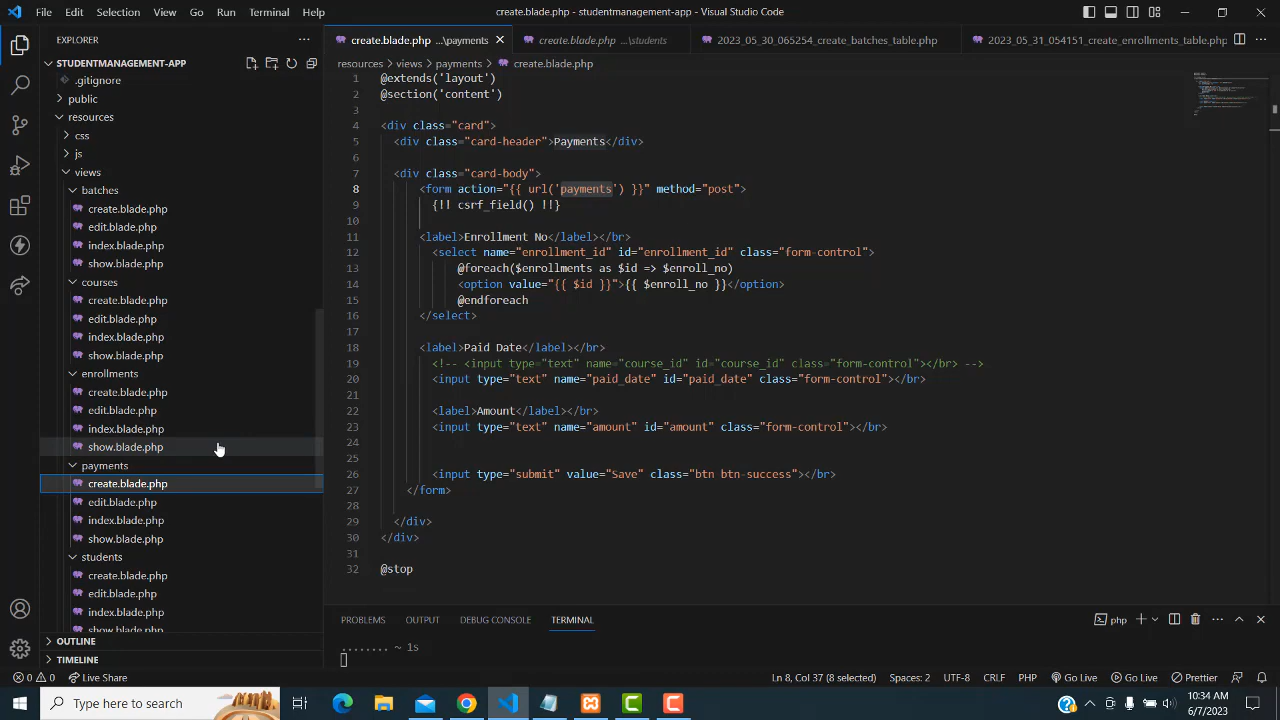 File Edit Selection View Go Run Terminal Help create.blade.php - studentmanagement-app - Visual Studio Code
EXPLORER
STUDENTMANAGEMENT-APP
.gitignore
public
resources
css
js
views
batches
create.blade.php
edit.blade.php
index.blade.php
show.blade.php
courses
create.blade.php
edit.blade.php
index.blade.php
show.blade.php
enrollments
create.blade.php
edit.blade.php
index.blade.php
show.blade.php
payments
create.blade.php
edit.blade.php
index.blade.php
show.blade.php
students
create.blade.php
edit.blade.php
index.blade.php
show.blade.php
OUTLINE
TIMELINE
create.blade.php ...\payments create.blade.php ...\students 2023_05_30_065254_create_batches_table.php 2023_05_31_054151_create_enrollments_table.php
resources > views > payments > create.blade.php
1 @extends('layout')
2 @section('content')
3
4 <div class="card">
5 <div class="card-header">Payments</div>
6
7 <div class="card-body">
8 <form action="{{ url('payments') }}" method="post">
9 {!! csrf_field() !!}
10
11 <label>Enrollment No</label></br>
12 <select name="enrollment_id" id="enrollment_id" class="form-control">
13 @foreach($enrollments as $id => $enroll_no)
14 <option value="{{ $id }}">{{ $enroll_no }}</option>
15 @endforeach
16 </select>
17
18 <label>Paid Date</label></br>
19 <!-- <input type="text" name="course_id" id="course_id" class="form-control"></br> -->
20 <input type="text" name="paid_date" id="paid_date" class="form-control"></br>
21
22 <label>Amount</label></br>
23 <input type="text" name="amount" id="amount" class="form-control"></br>
24
25
26 <input type="submit" value="Save" class="btn btn-success"></br>
27 </form>
28
29 </div>
30 </div>
31
32 @stop
PROBLEMS OUTPUT DEBUG CONSOLE TERMINAL php
........ ~ 1s
0 0 Live Share Ln 8, Col 37 (8 selected) Spaces: 2 UTF-8 CRLF PHP Go Live Go Live Prettier
Type here to search
10:34 AM
6/7/2023